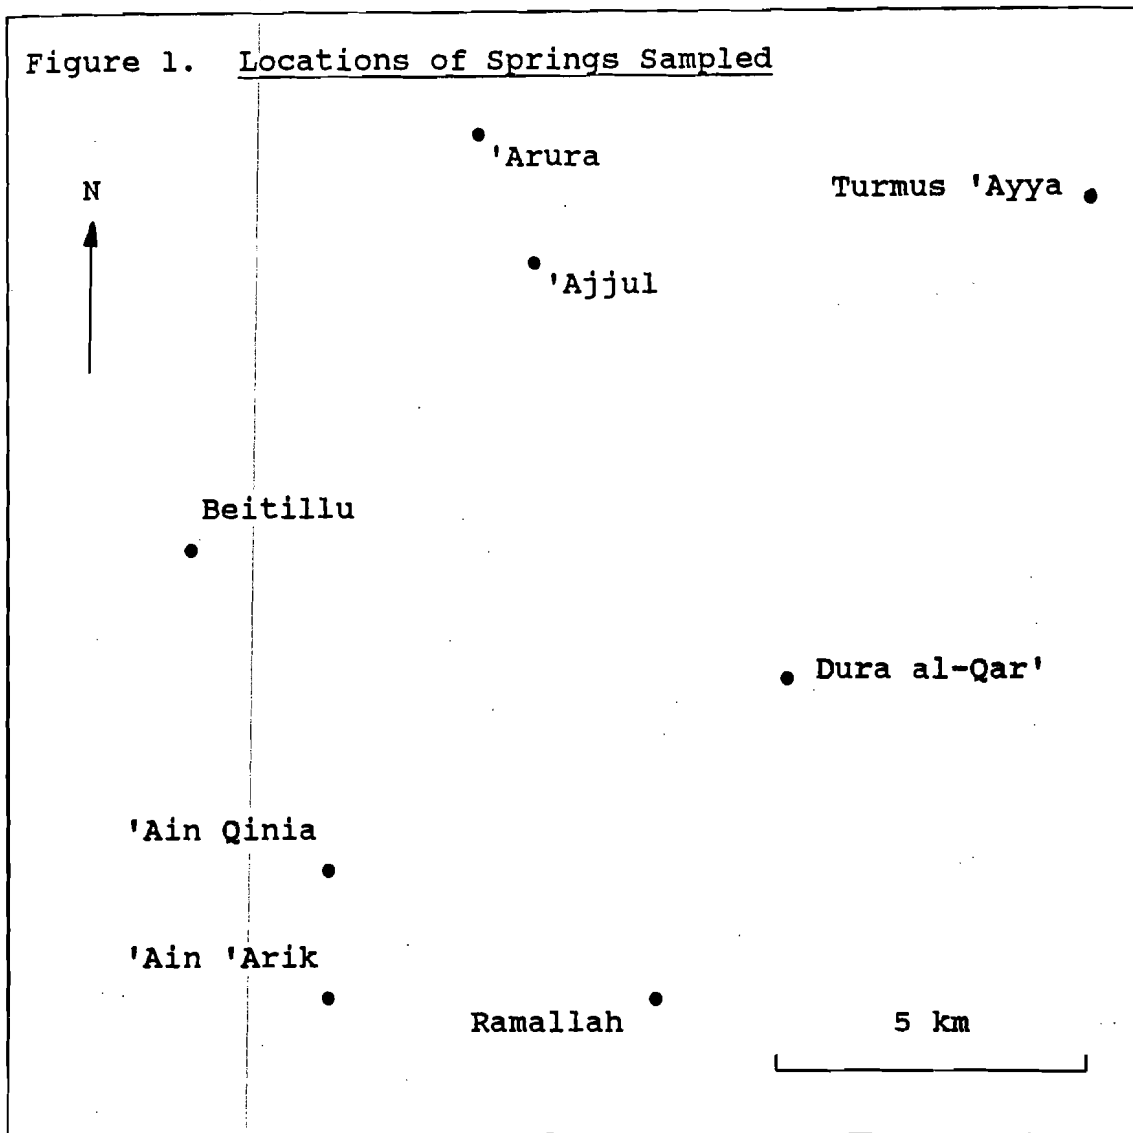 Figure 1. Locations of Springs Sampled
'Arura
Turmus 'Ayya
N
'Ajjul
Beitillu
Dura al-Qar'
'Ain Qinia
'Ain 'Arik
Ramallah
5 km